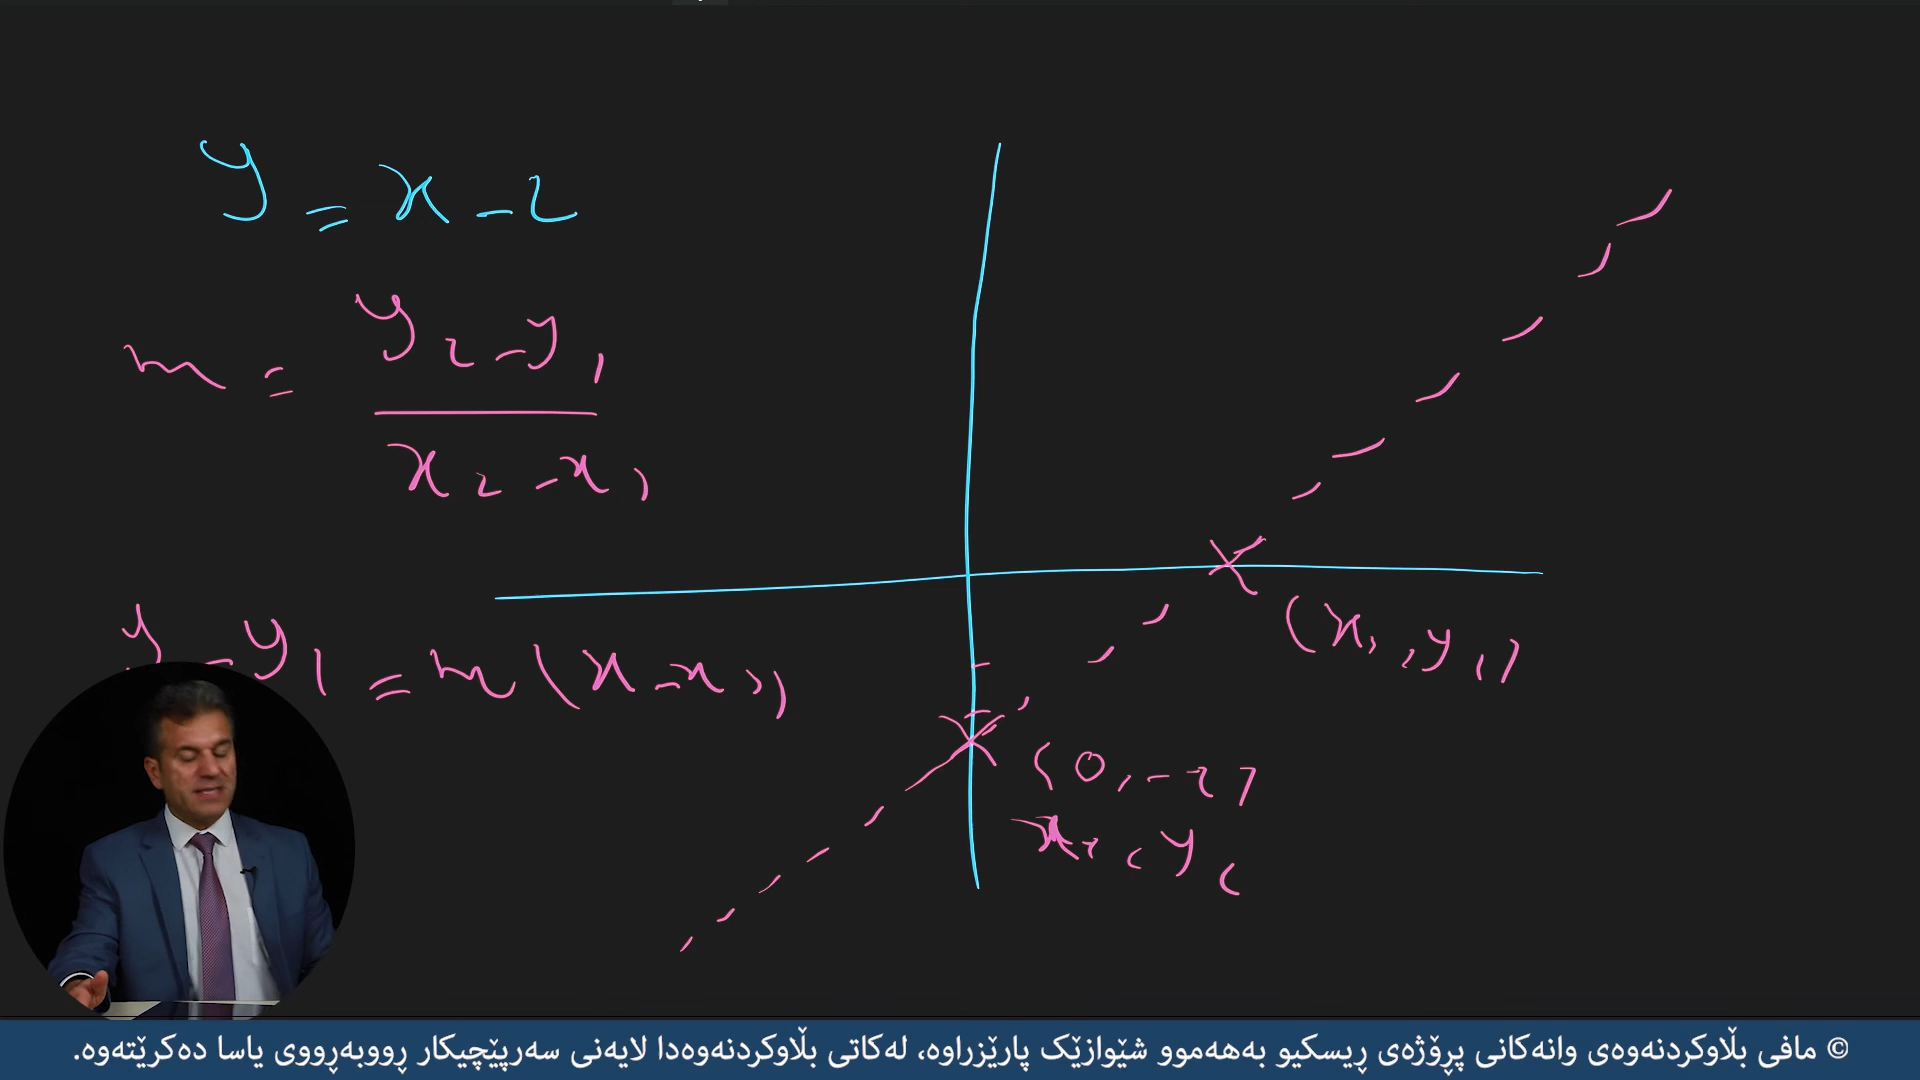 y = x - 2
m = y2 - y1
x2 - x1
y - y1 = m(x - x1)
(x1, y1)
(0, -2)
x2, y2
© مافی بڵاوکردنەوەی وانەکانی پڕۆژەی ڕیسکیو بەهەموو شێوازێک پارێزراوە، لەکاتی بڵاوکردنەوەدا لایەنی سەرپێچیکار ڕووبەڕووی یاسا دەکرێتەوە.